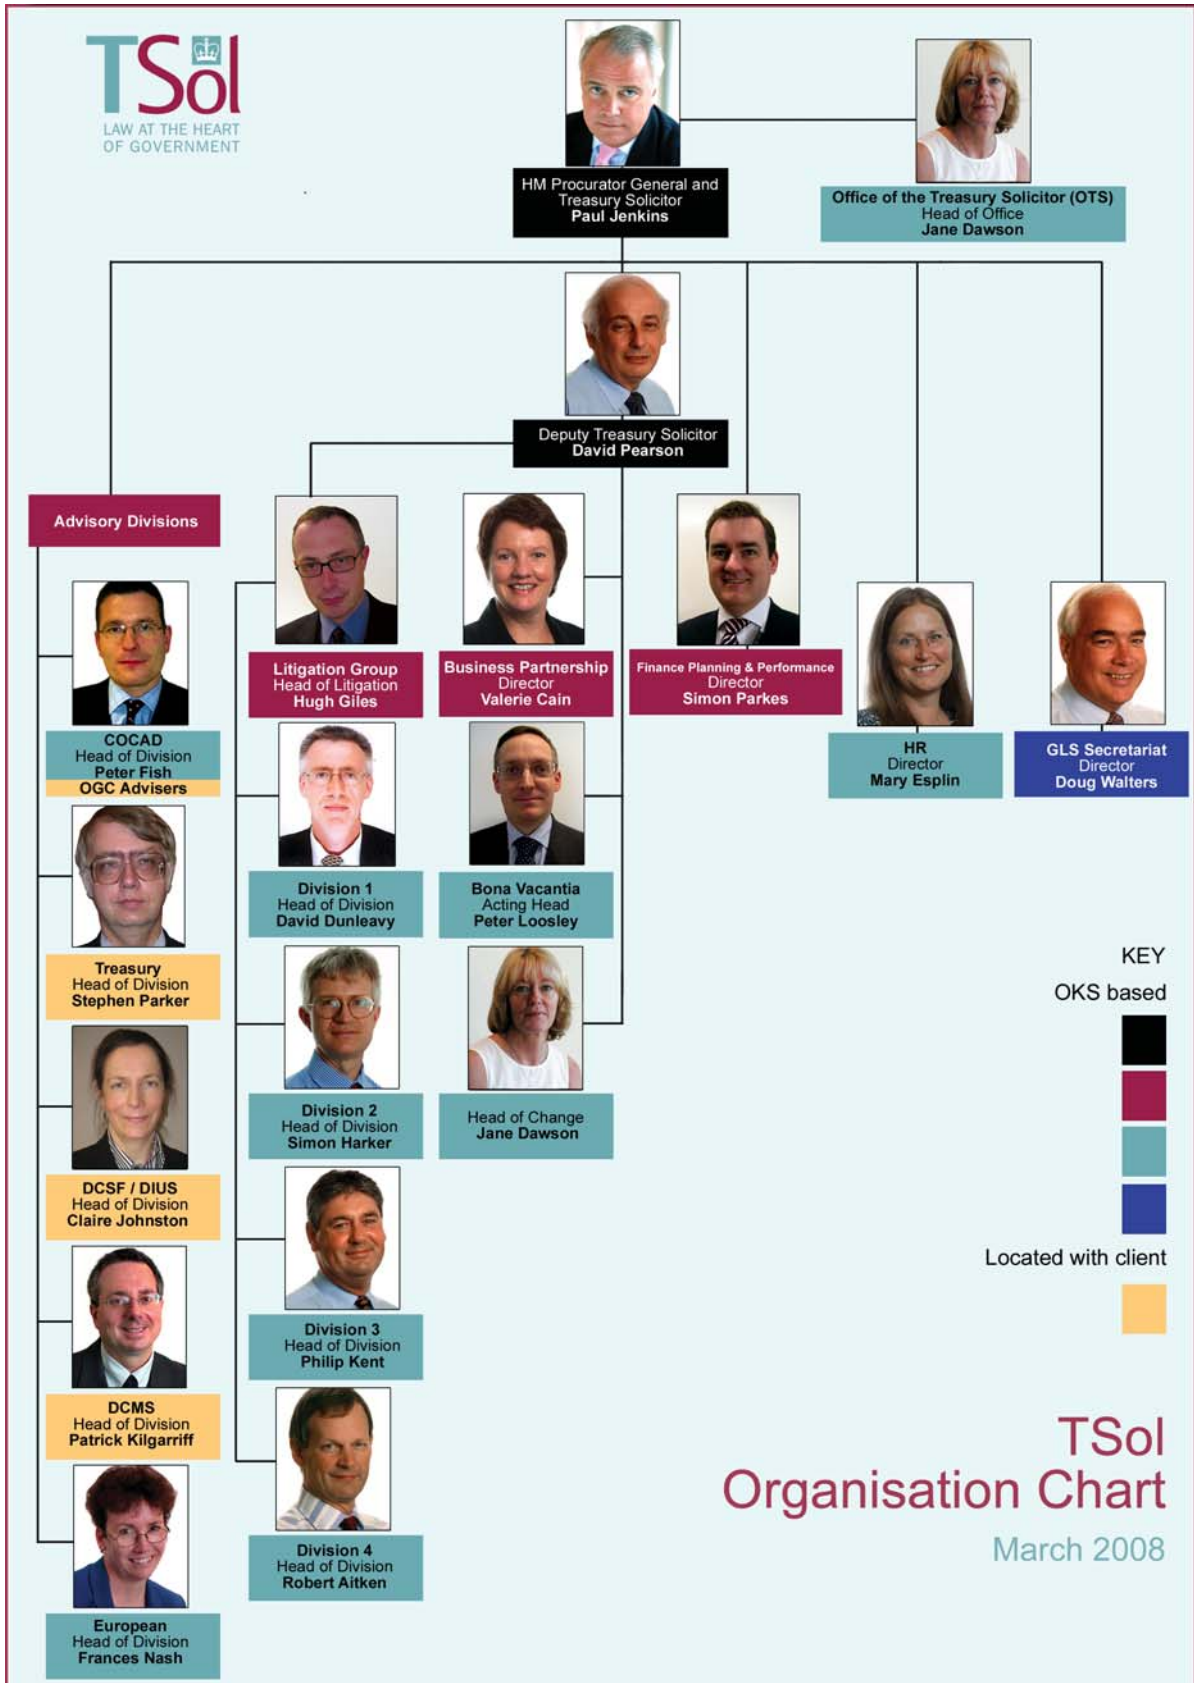 TSol
LAW AT THE HEART
OF GOVERNMENT
HM Procurator General and
Treasury Solicitor
Paul Jenkins
Office of the Treasury Solicitor (OTS)
Head of Office
Jane Dawson
Deputy Treasury Solicitor
David Pearson
Advisory Divisions
Litigation Group
Head of Litigation
Hugh Giles
Business Partnership
Director
Valerie Cain
Finance Planning & Performance
Director
Simon Parkes
HR
Director
Mary Esplin
GLS Secretariat
Director
Doug Walters
COCAD
Head of Division
Peter Fish
OGC Advisers
Division 1
Head of Division
David Dunleavy
Bona Vacantia
Acting Head
Peter Loosley
Treasury
Head of Division
Stephen Parker
Division 2
Head of Division
Simon Harker
Head of Change
Jane Dawson
DCSF / DIUS
Head of Division
Claire Johnston
Division 3
Head of Division
Philip Kent
DCMS
Head of Division
Patrick Kilgarriff
Division 4
Head of Division
Robert Aitken
European
Head of Division
Frances Nash
KEY
OKS based
Located with client
TSol
Organisation Chart
March 2008